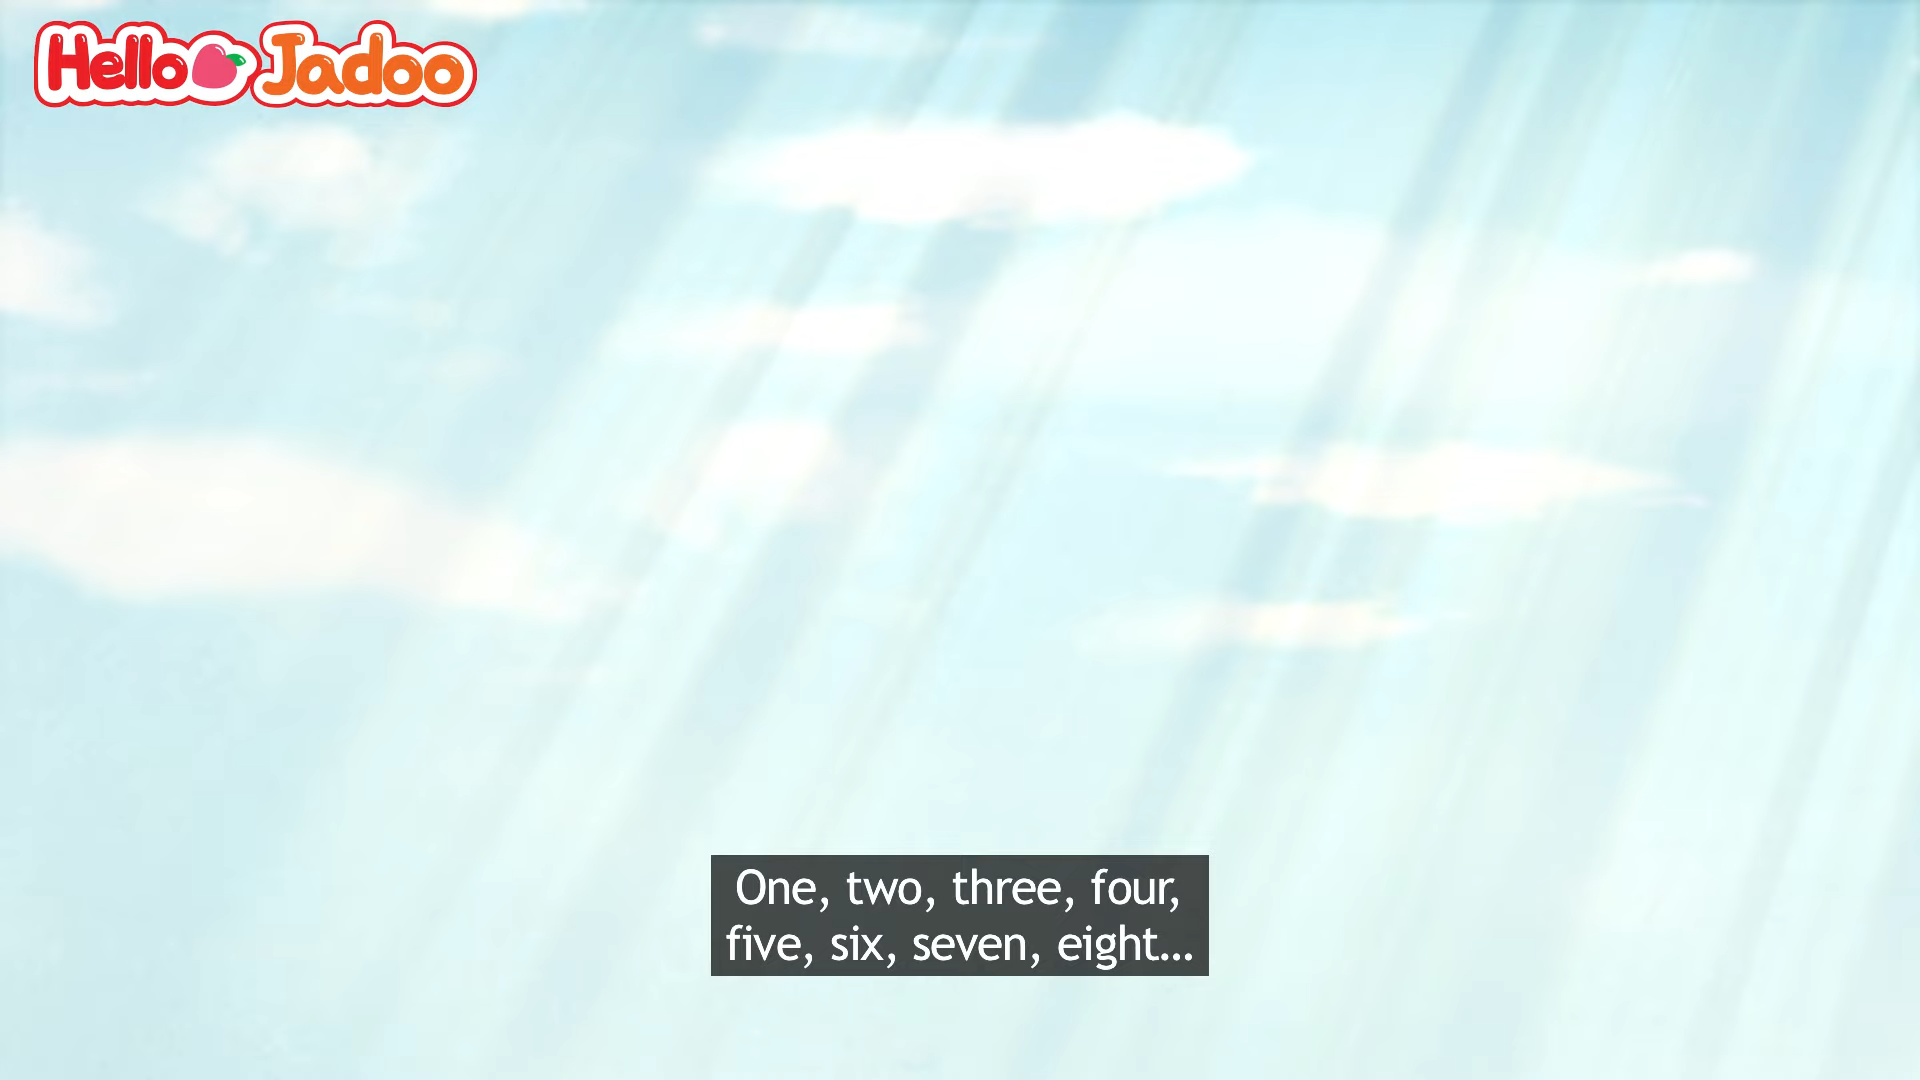 Hello Jadoo
One, two, three, four,
five, six, seven, eight...